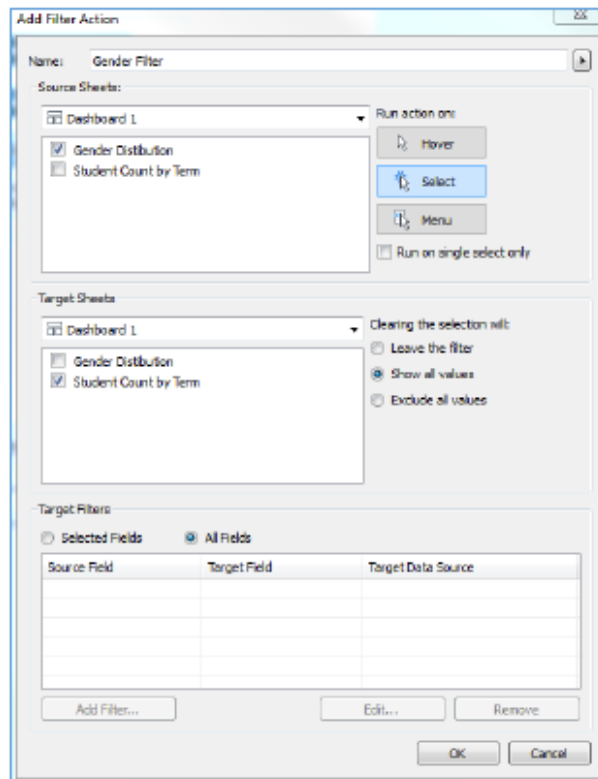 Add Filter Action
Name: Gender Filter
Source Sheets:
Dashboard 1
Run action on:
Gender Distbution
Student Count by Term
Hover
Select
Menu
Run on single select only
Target Sheets
Dashboard 1
Clearing the selection will:
Gender Distbution
Student Count by Term
Leave the filter
Show all values
Exclude all values
Target Filters
Selected Fields All Fields
Source Field Target Field Target Data Source
Add Filter... Edit... Remove
OK Cancel